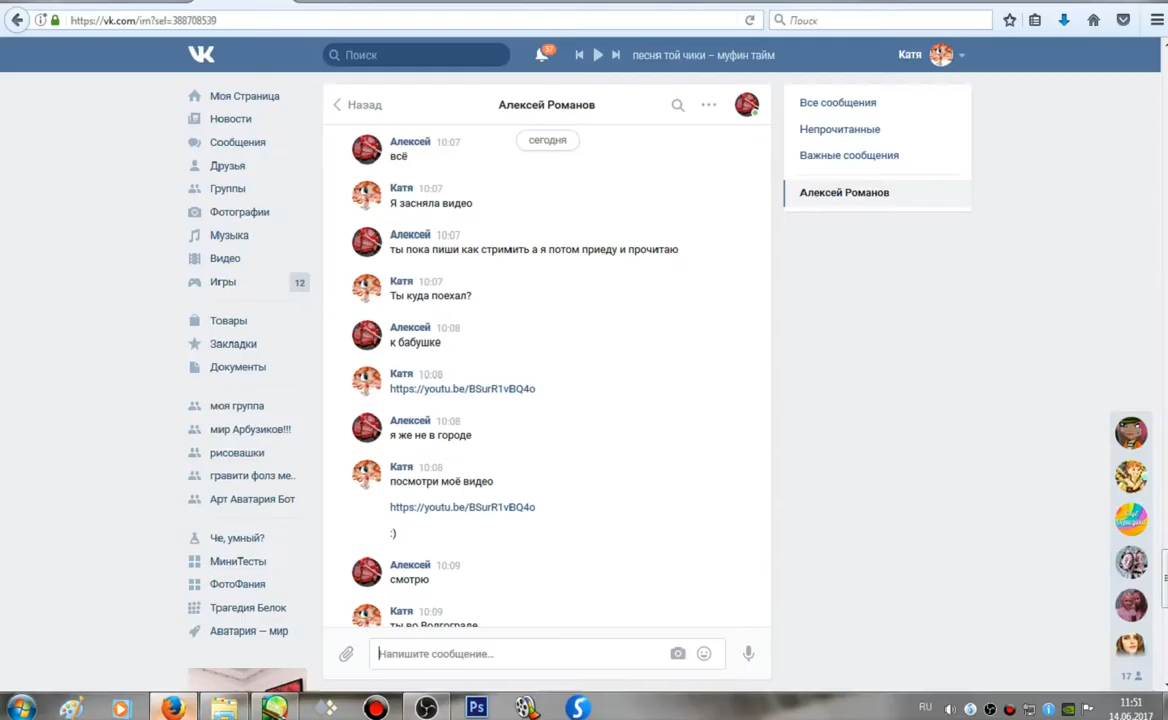 https://vk.com/im?sel=388708539
Поиск
Поиск
57
песня той чики – муфин тайм
Катя
Моя Страница
Новости
Сообщения
Друзья
Группы
Фотографии
Музыка
Видео
Игры
12
Товары
Закладки
Документы
моя группа
мир Арбузиков!!!
рисовашки
гравити фолз ме..
Арт Аватария Бот
Че, умный?
МиниТесты
ФотоФания
Трагедия Белок
Аватария — мир
Назад
Алексей Романов
сегодня
Алексей 10:07
всё
Катя 10:07
Я засняла видео
Алексей 10:07
ты пока пиши как стримить а я потом приеду и прочитаю
Катя 10:07
Ты куда поехал?
Алексей 10:08
к бабушке
Катя 10:08
https://youtu.be/BSurR1vBQ4o
Алексей 10:08
я же не в городе
Катя 10:08
посмотри моё видео
https://youtu.be/BSurR1vBQ4o
:)
Алексей 10:09
смотрю
Катя 10:09
ты во Волгограде
Напишите сообщение...
Все сообщения
Непрочитанные
Важные сообщения
Алексей Романов
17
Ps
S
RU
11:51
14.06.2017